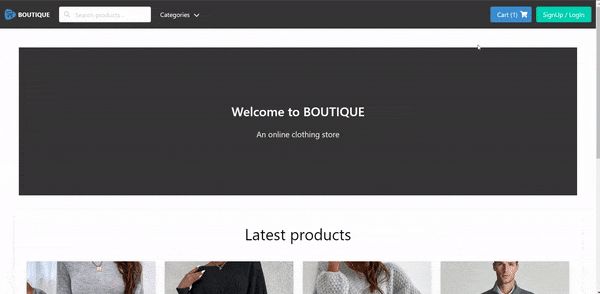 BOUTIQUE
Search products...
Categories
Cart (1)
SignUp / LogIn
Welcome to BOUTIQUE
An online clothing store
Latest products